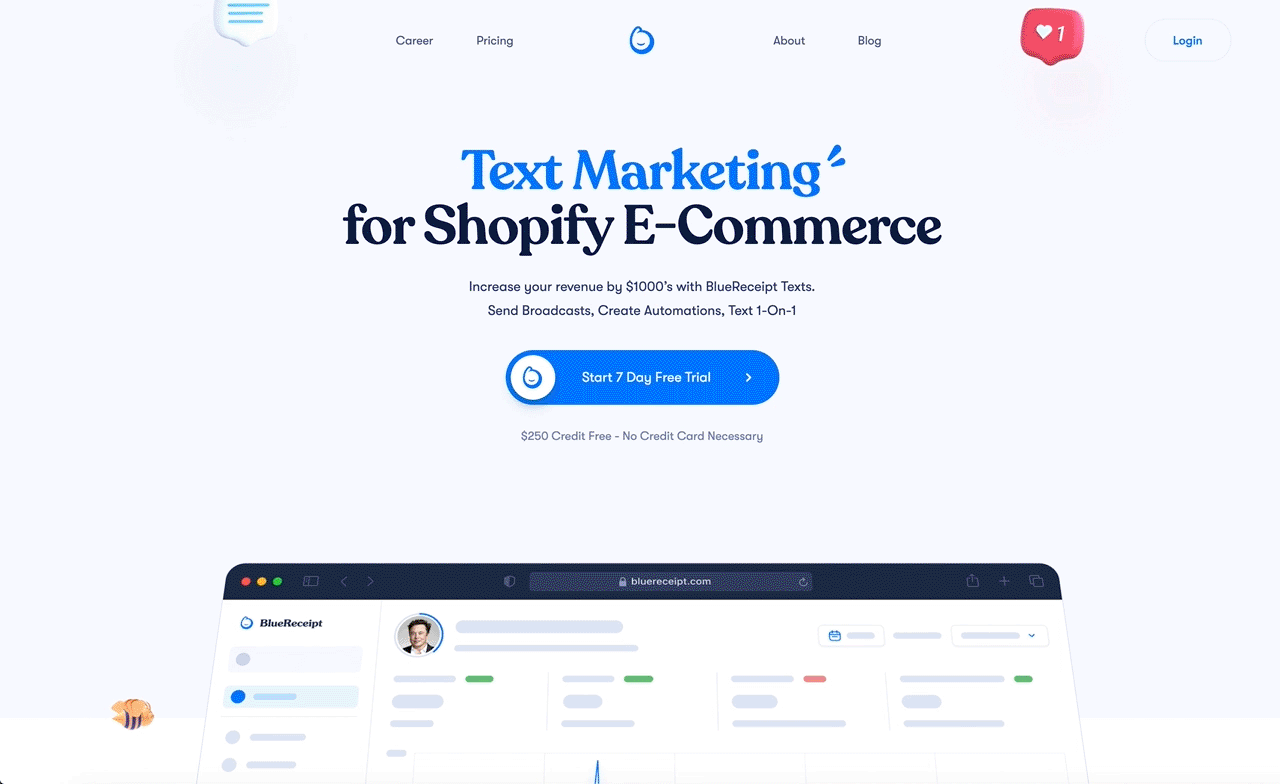 Career
Pricing
About
Blog
1
Login
Text Marketing
for Shopify E-Commerce
Increase your revenue by $1000's with BlueReceipt Texts.
Send Broadcasts, Create Automations, Text 1-On-1
Start 7 Day Free Trial
$250 Credit Free - No Credit Card Necessary
bluereceipt.com
BlueReceipt